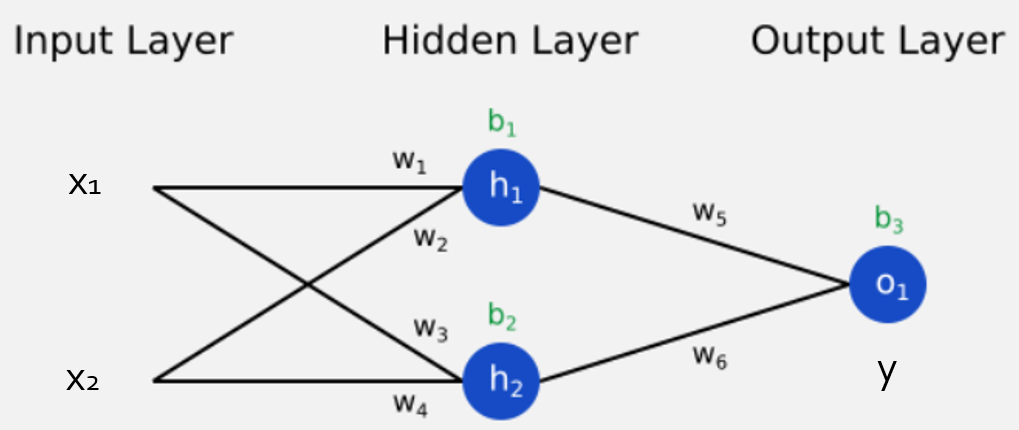 Input Layer Hidden Layer Output Layer
b₁
w₁
x₁ h₁
w₅ b₃
w₂
o₁
b₂
w₃
w₆
y
x₂ h₂
w₄